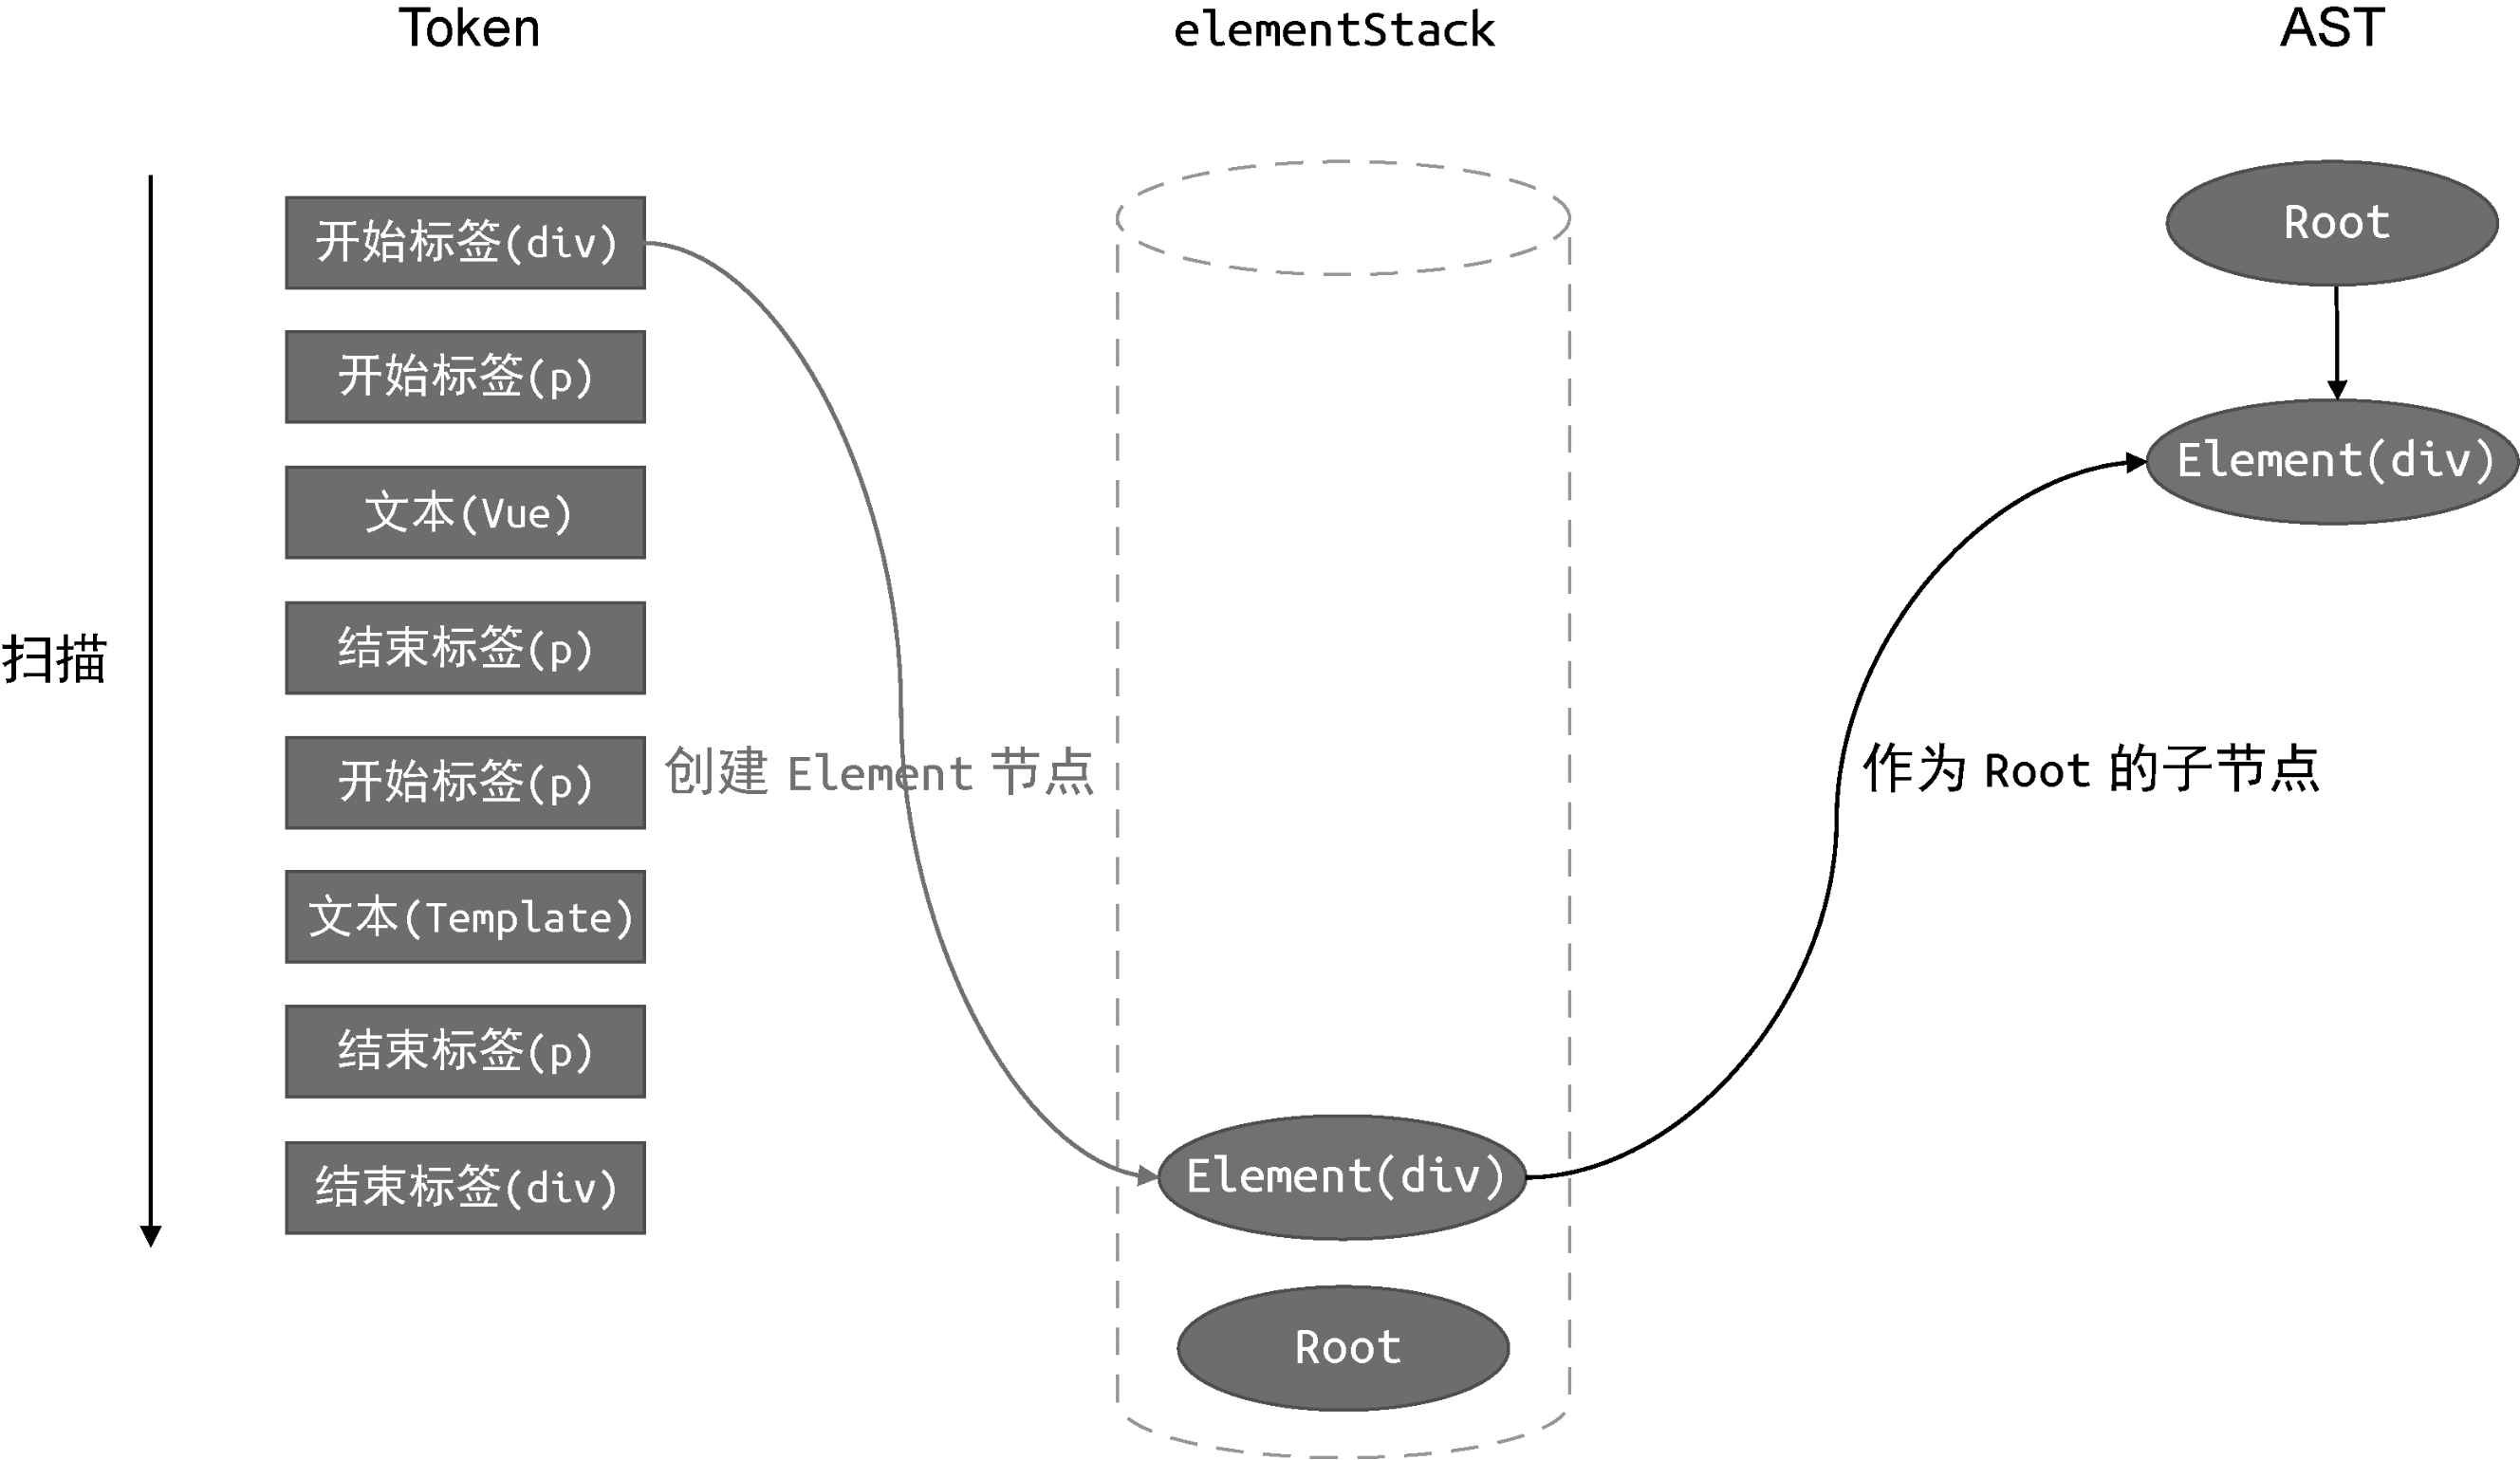 Token
elementStack
AST
扫描
开始标签(div)
开始标签(p)
文本(Vue)
结束标签(p)
开始标签(p)
文本(Template)
结束标签(p)
结束标签(div)
创建 Element 节点
Element(div)
Root
作为 Root 的子节点
Root
Element(div)